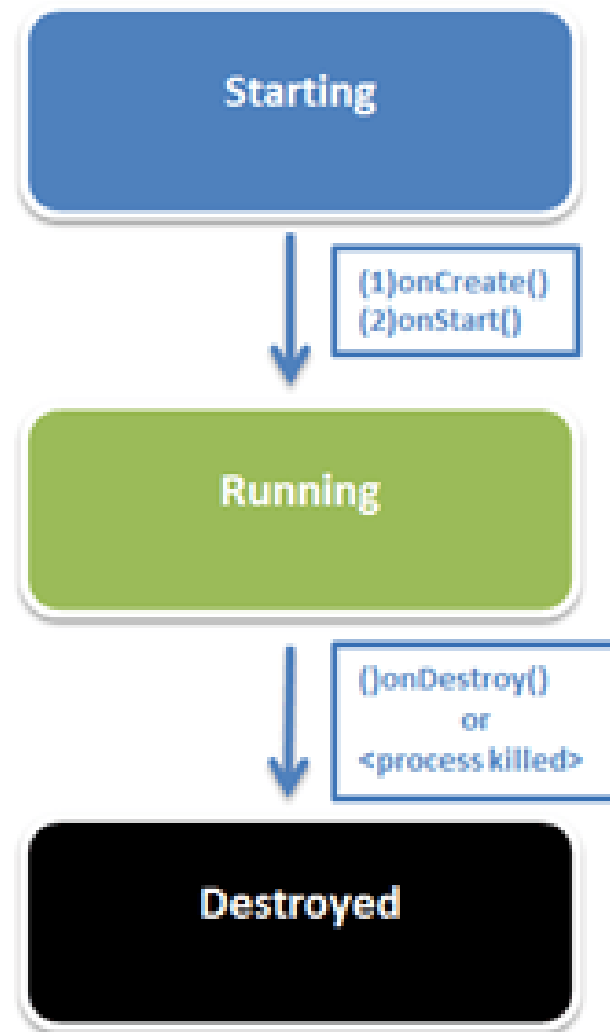 Starting
(1)onCreate()
(2)onStart()
Running
()onDestroy()
or
<process killed>
Destroyed